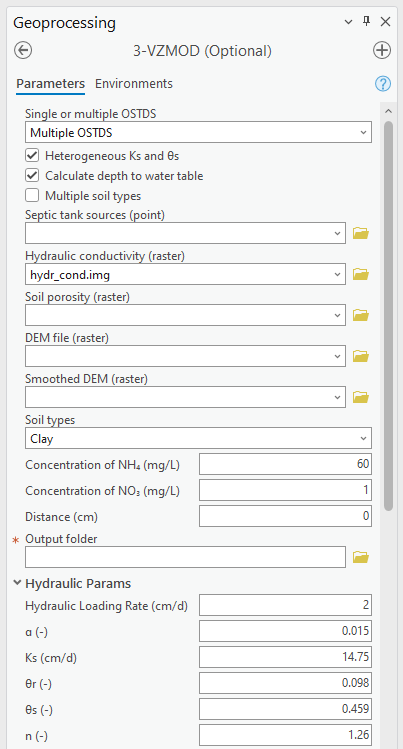 Geoprocessing
3-VZMOD (Optional)
Parameters Environments
Single or multiple OSTDS
Multiple OSTDS
Heterogeneous Ks and θs
Calculate depth to water table
Multiple soil types
Septic tank sources (point)
Hydraulic conductivity (raster)
hydr_cond.img
Soil porosity (raster)
DEM file (raster)
Smoothed DEM (raster)
Soil types
Clay
Concentration of NH₄ (mg/L) 60
Concentration of NO₃ (mg/L) 1
Distance (cm) 0
* Output folder
Hydraulic Params
Hydraulic Loading Rate (cm/d) 2
α (-) 0.015
Ks (cm/d) 14.75
θr (-) 0.098
θs (-) 0.459
n (-) 1.26